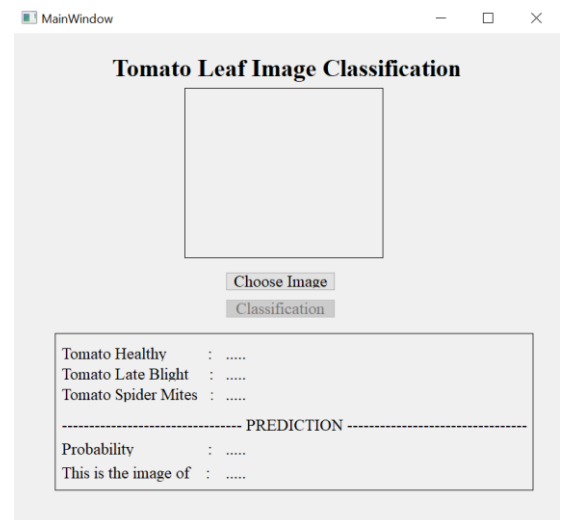 MainWindow
Tomato Leaf Image Classification
Choose Image
Classification
Tomato Healthy : .....
Tomato Late Blight : .....
Tomato Spider Mites : .....
--------------------------------- PREDICTION ---------------------------------
Probability : .....
This is the image of : .....